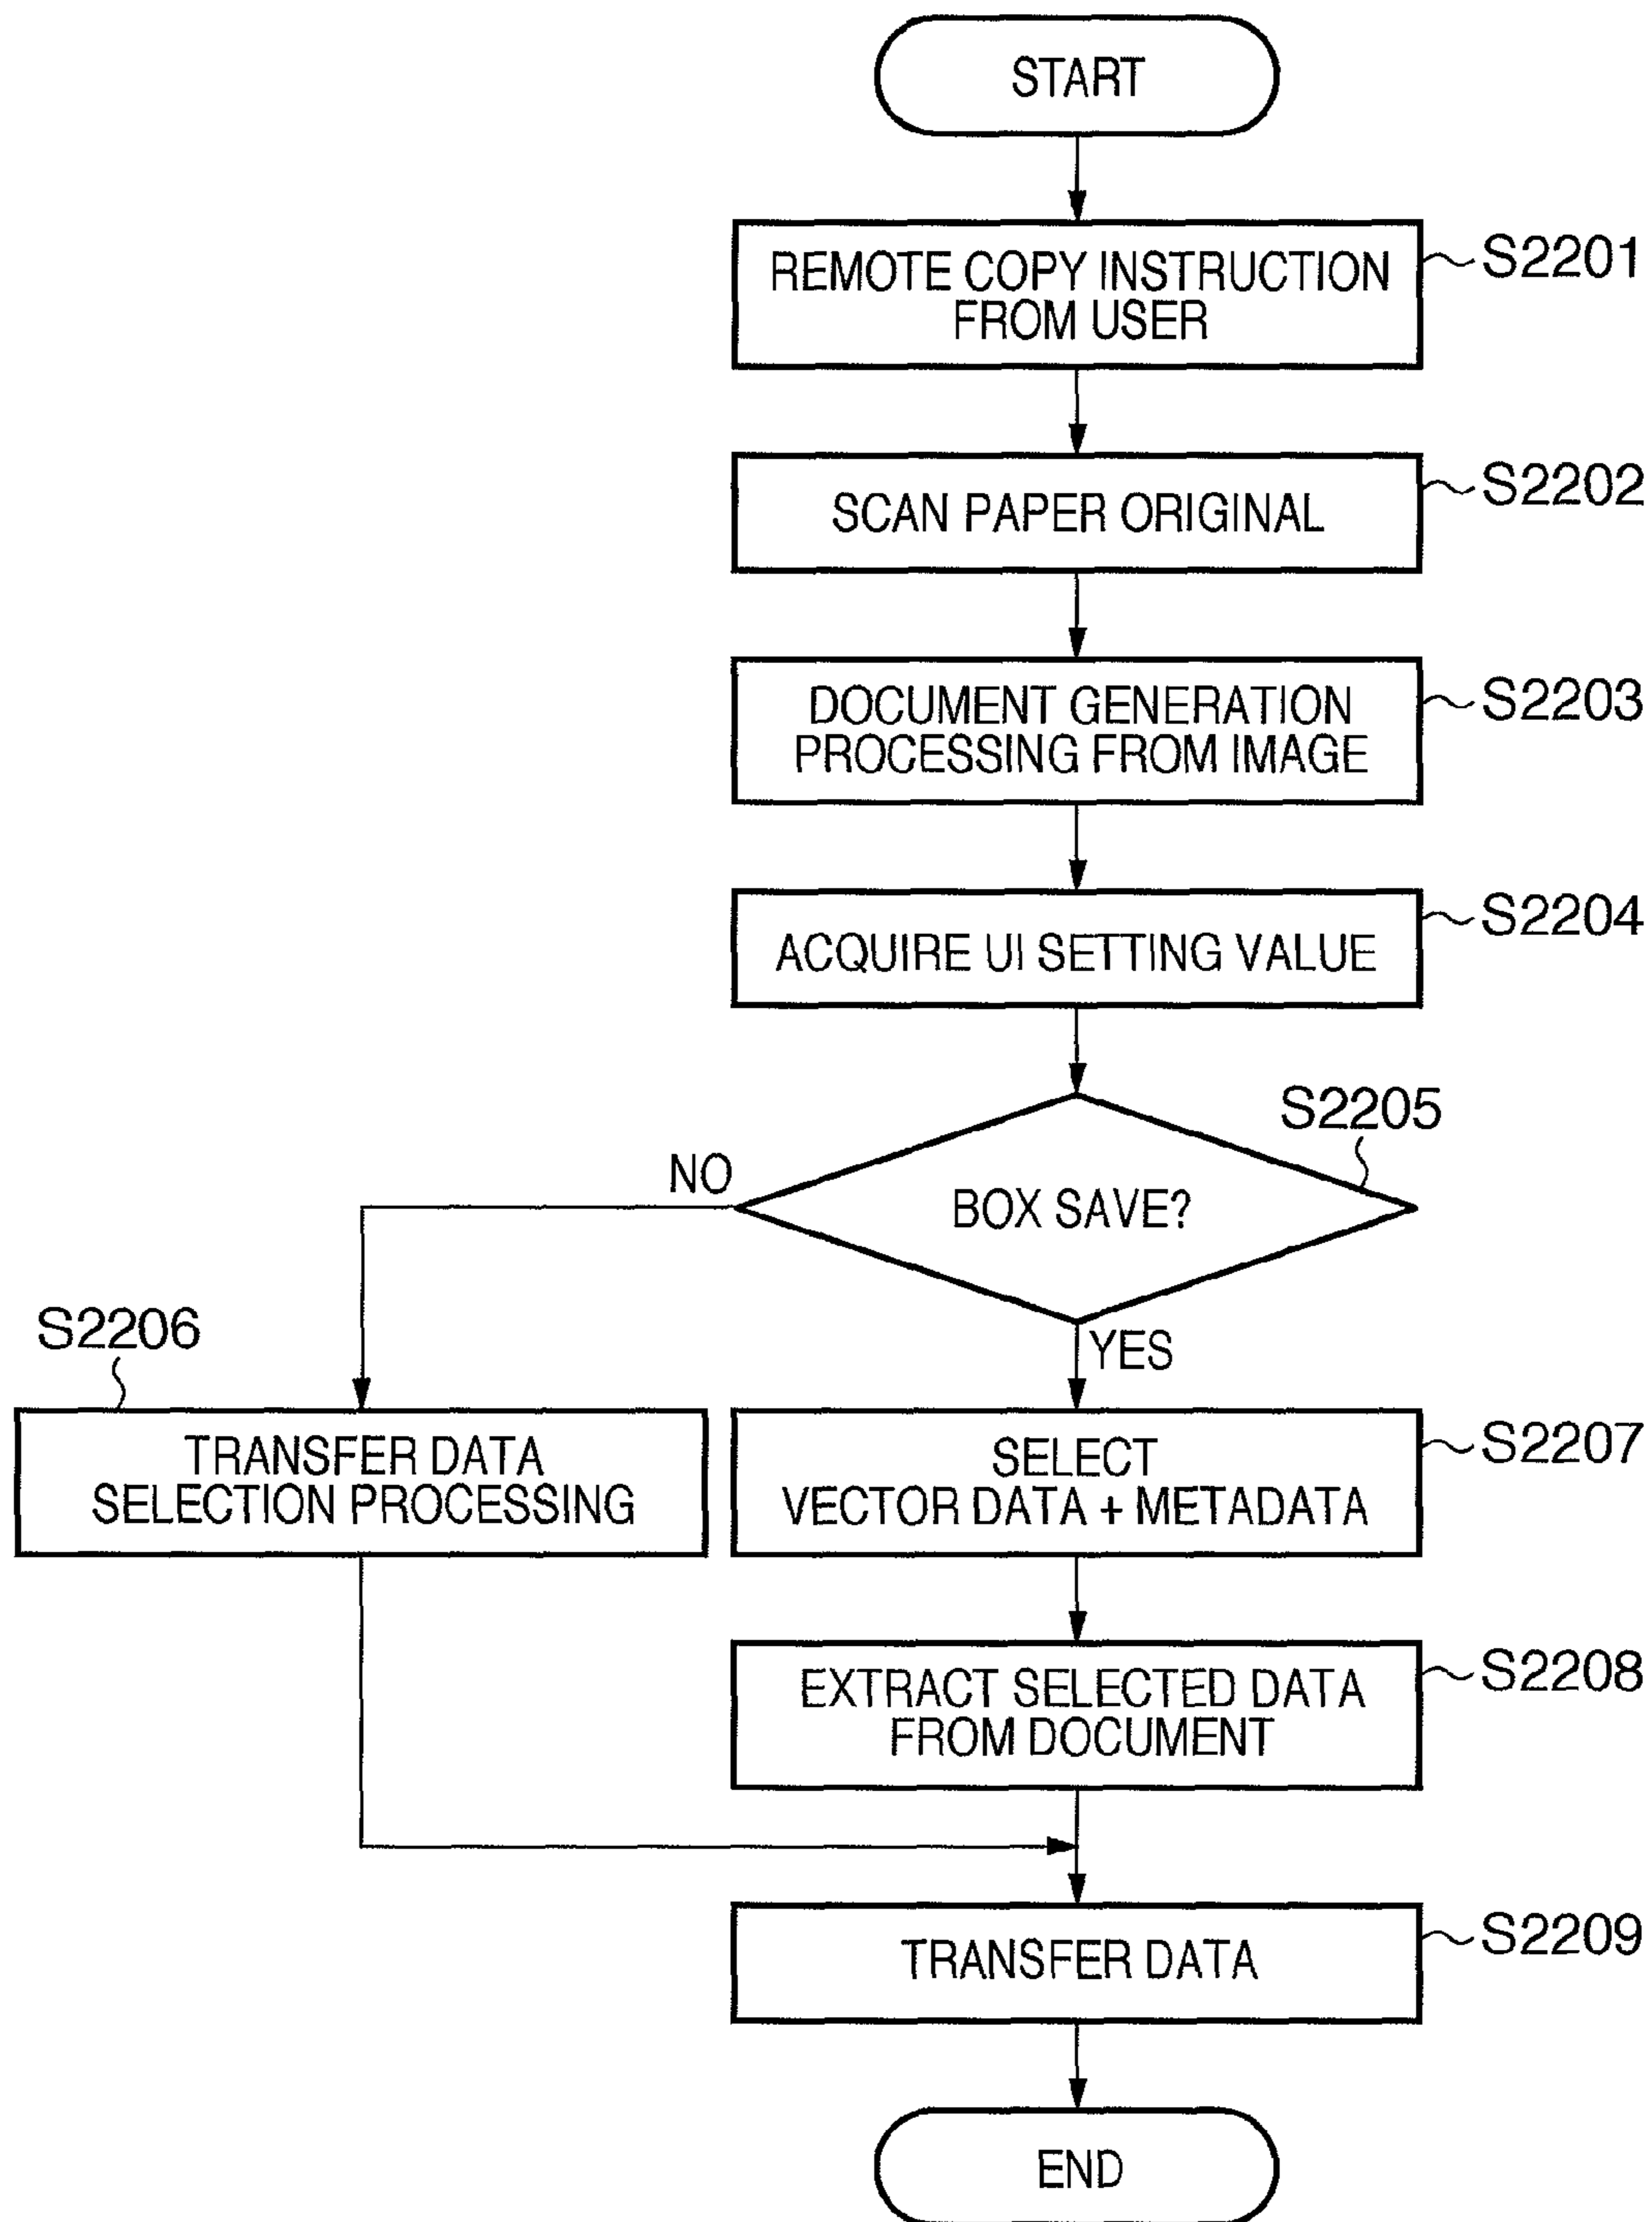 START
REMOTE COPY INSTRUCTION
FROM USER
S2201
SCAN PAPER ORIGINAL
S2202
DOCUMENT GENERATION
PROCESSING FROM IMAGE
S2203
ACQUIRE UI SETTING VALUE
S2204
BOX SAVE?
S2205
NO
YES
S2206
TRANSFER DATA
SELECTION PROCESSING
SELECT
VECTOR DATA + METADATA
S2207
EXTRACT SELECTED DATA
FROM DOCUMENT
S2208
TRANSFER DATA
S2209
END